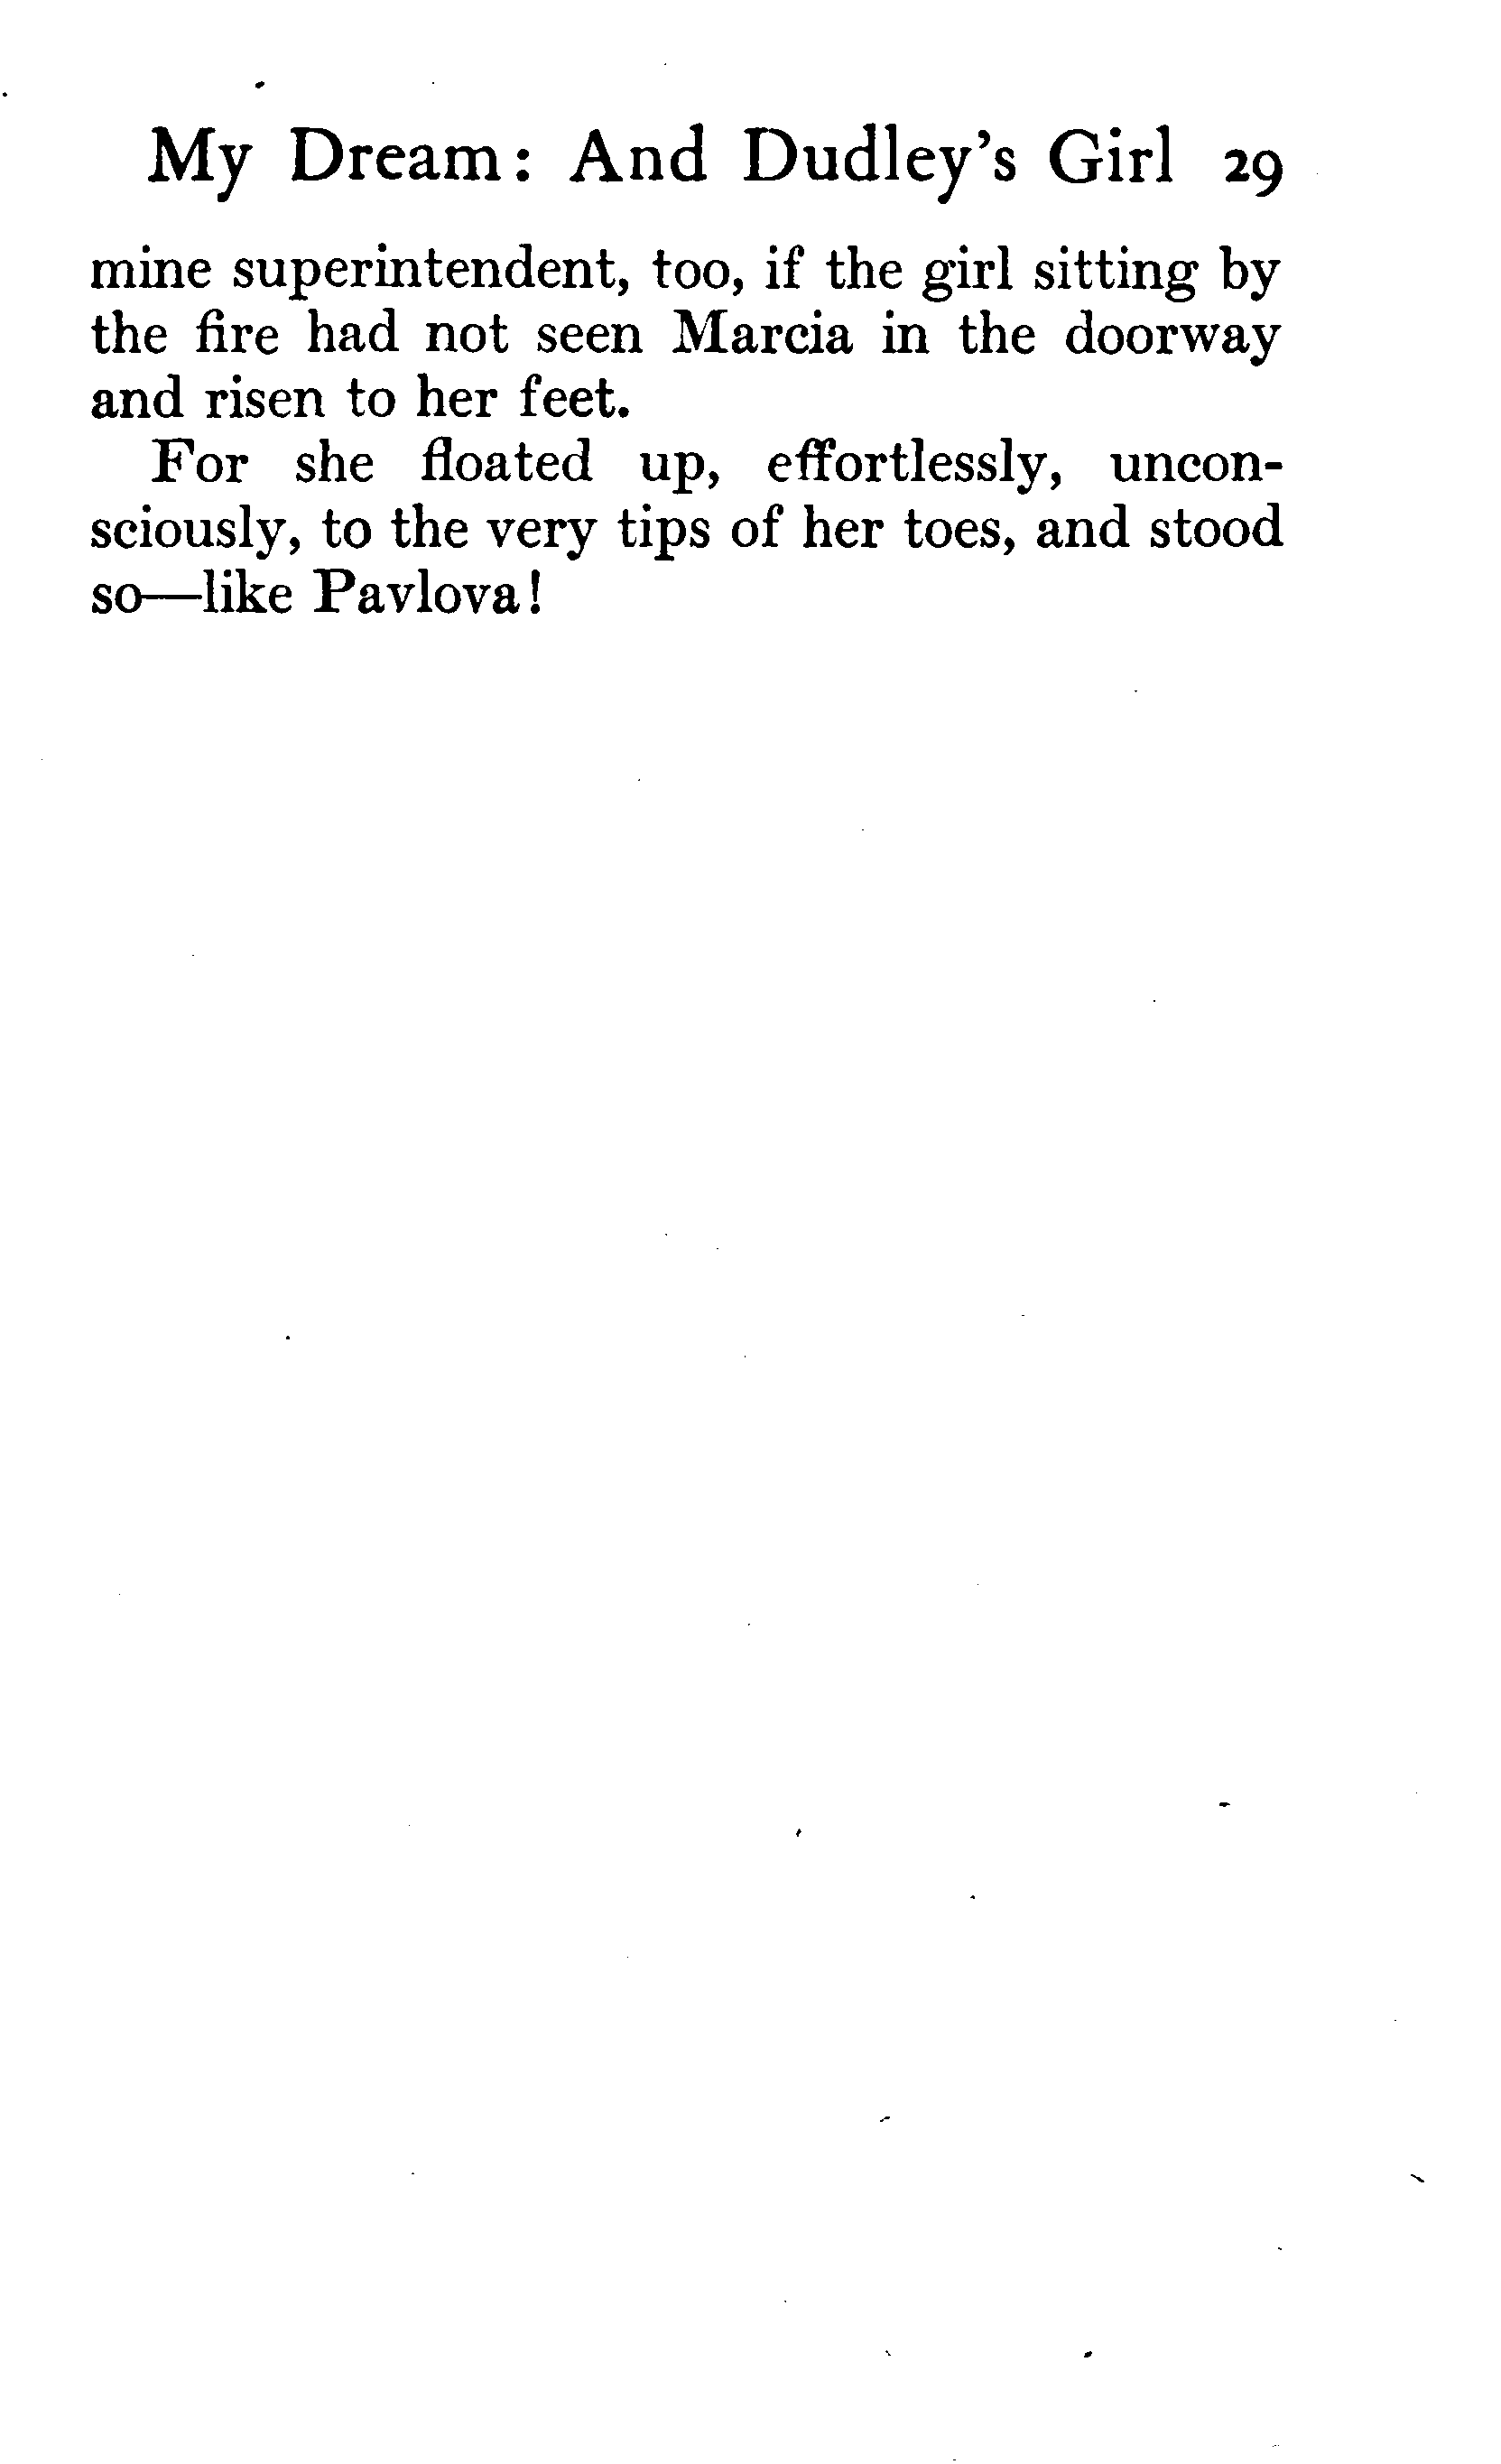 My Dream: And Dudley's Girl 29
mine superintendent, too, if the girl sitting by
the fire had not seen Marcia in the doorway
and risen to her feet.
For she floated up, effortlessly, uncon-
sciously, to the very tips of her toes, and stood
so—like Pavlova!